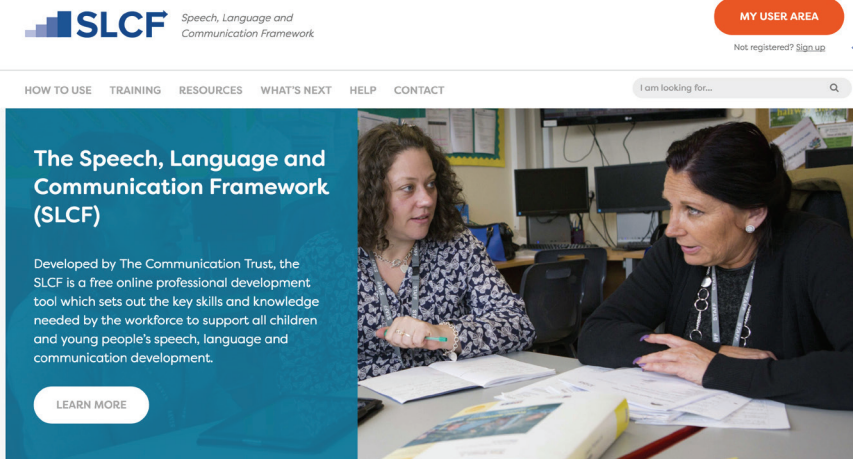 SLCF
Speech, Language and
Communication Framework
MY USER AREA
Not registered? Sign up
HOW TO USE TRAINING RESOURCES WHAT'S NEXT HELP CONTACT
I am looking for...
The Speech, Language and
Communication Framework
(SLCF)
Developed by The Communication Trust, the
SLCF is a free online professional development
tool which sets out the key skills and knowledge
needed by the workforce to support all children
and young people's speech, language and
communication development.
LEARN MORE